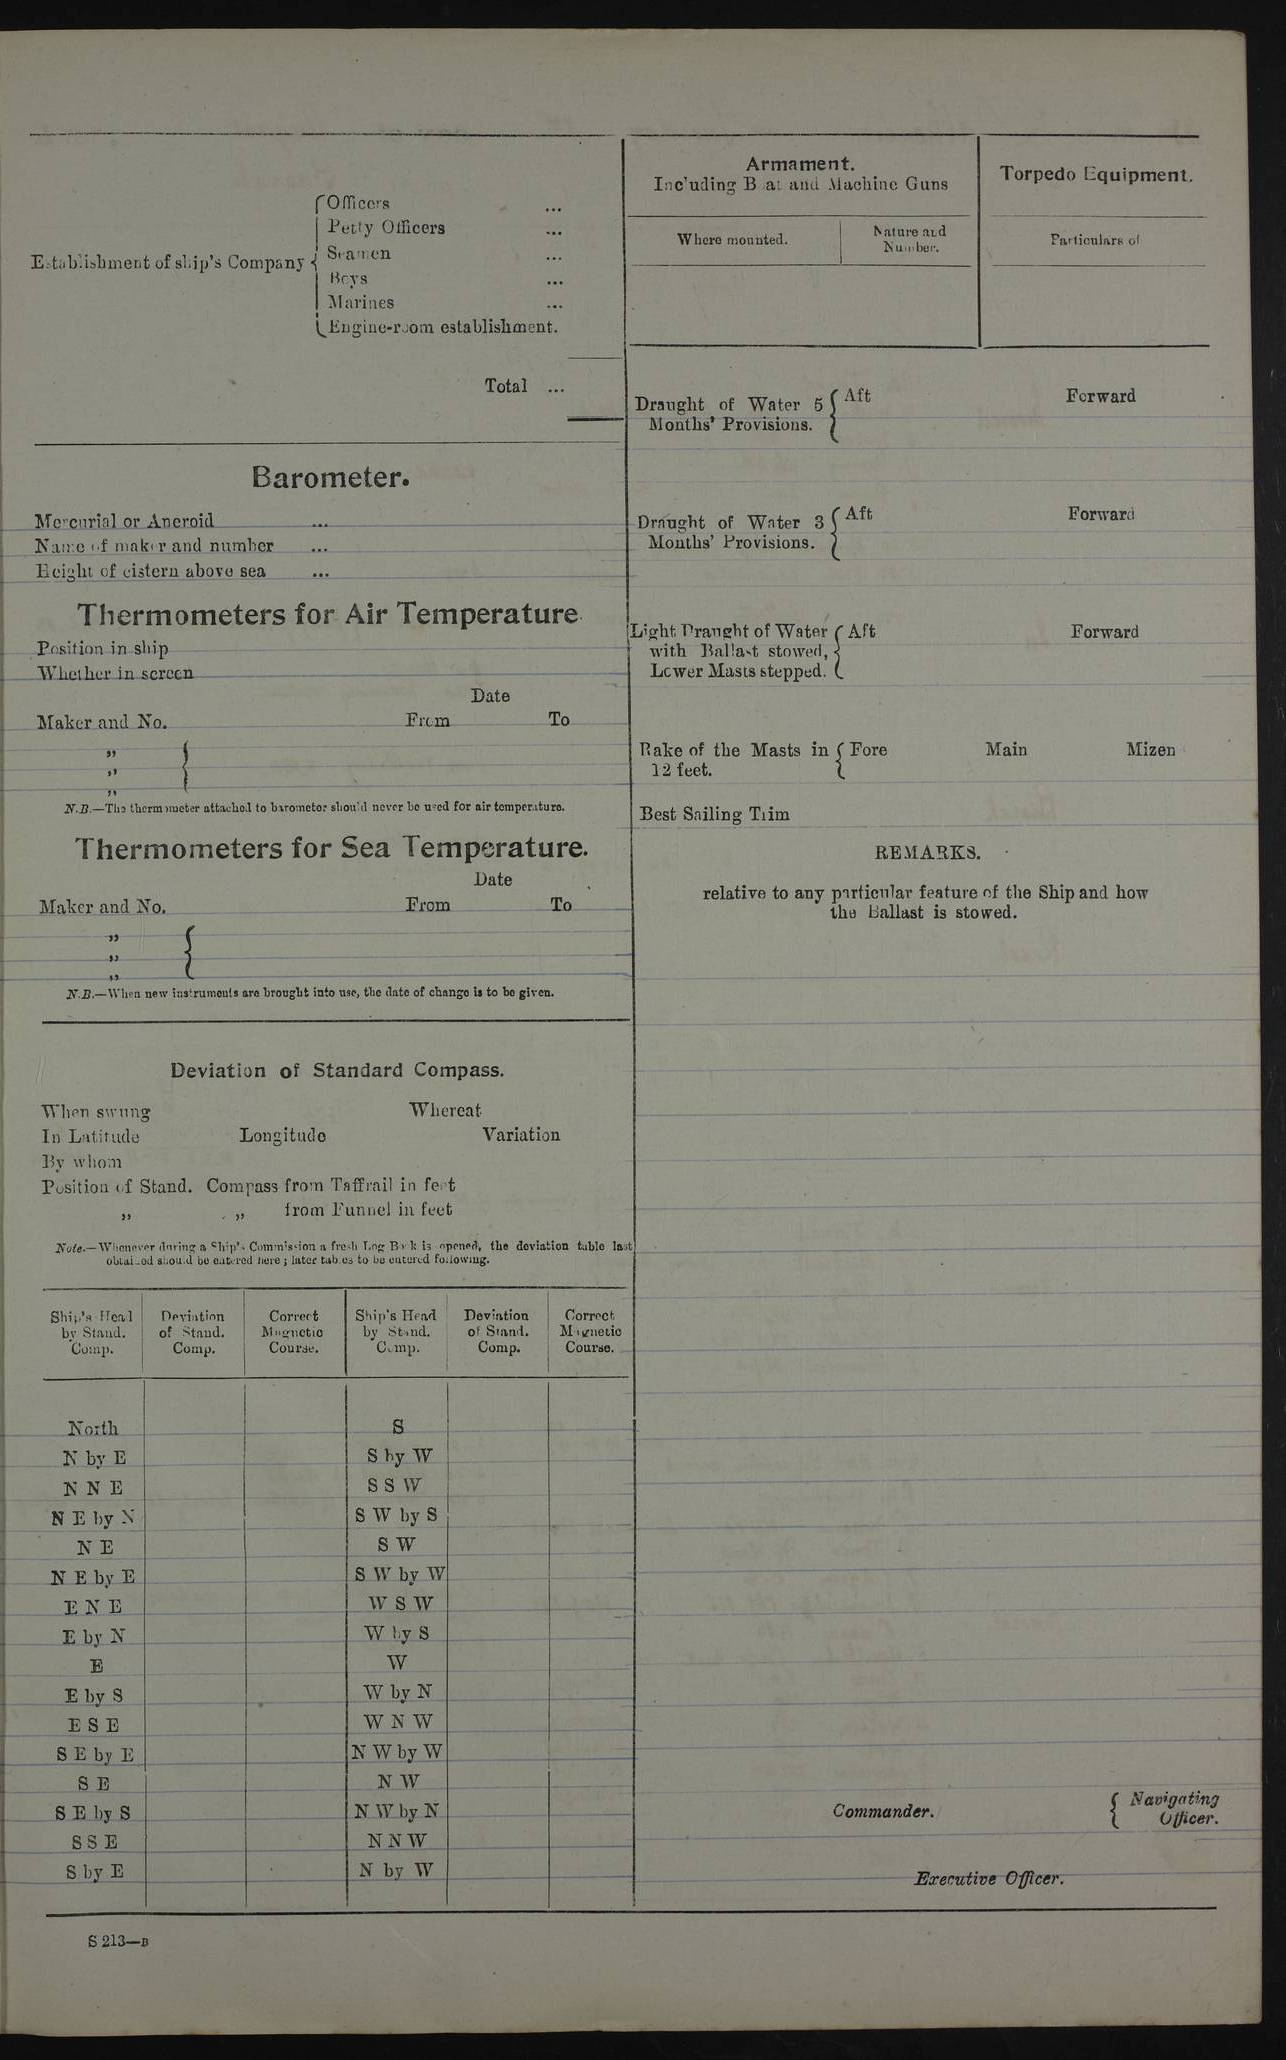 Establishment of ship's Company
Officers ...
Petty Officers ...
Seamen ...
Boys ...
Marines ...
Engine-room establishment.
Total ...
Barometer.
Mercurial or Aneroid ...
Name of maker and number ...
Height of cistern above sea ...
Thermometers for Air Temperature
Position in ship
Whether in screen
Date
Maker and No. From To
„
„
„
N.B.—The thermometer attached to barometer should never be used for air temperature.
Thermometers for Sea Temperature.
Date
Maker and No. From To
„
„
„
N.B.—When new instruments are brought into use, the date of change is to be given.
Deviation of Standard Compass.
When swung Whereat
In Latitude Longitude Variation
By whom
Position of Stand. Compass from Taffrail in feet
„ „ from Funnel in feet
Note.—Whenever during a Ship's Commission a fresh Log Book is opened, the deviation table last
obtained should be entered here; later tables to be entered following.
Ship's Head by Stand. Comp.
Deviation of Stand. Comp.
Correct Magnetic Course.
Ship's Head by Stand. Comp.
Deviation of Stand. Comp.
Correct Magnetic Course.
North S
N by E S by W
N N E S S W
N E by N S W by S
N E S W
N E by E S W by W
E N E W S W
E by N W by S
E W
E by S W by N
E S E W N W
S E by E N W by W
S E N W
S E by S N W by N
S S E N N W
S by E N by W
S 213—B
Armament.
Including Boat and Machine Guns
Where mounted.
Nature and Number.
Torpedo Equipment.
Particulars of
Draught of Water 5 Aft Forward
Months' Provisions.
Draught of Water 3 Aft Forward
Months' Provisions.
Light Draught of Water Aft Forward
with Ballast stowed,
Lower Masts stepped.
Rake of the Masts in Fore Main Mizen
12 feet.
Best Sailing Trim
REMARKS.
relative to any particular feature of the Ship and how
the Ballast is stowed.
Commander.
Navigating
Officer.
Executive Officer.